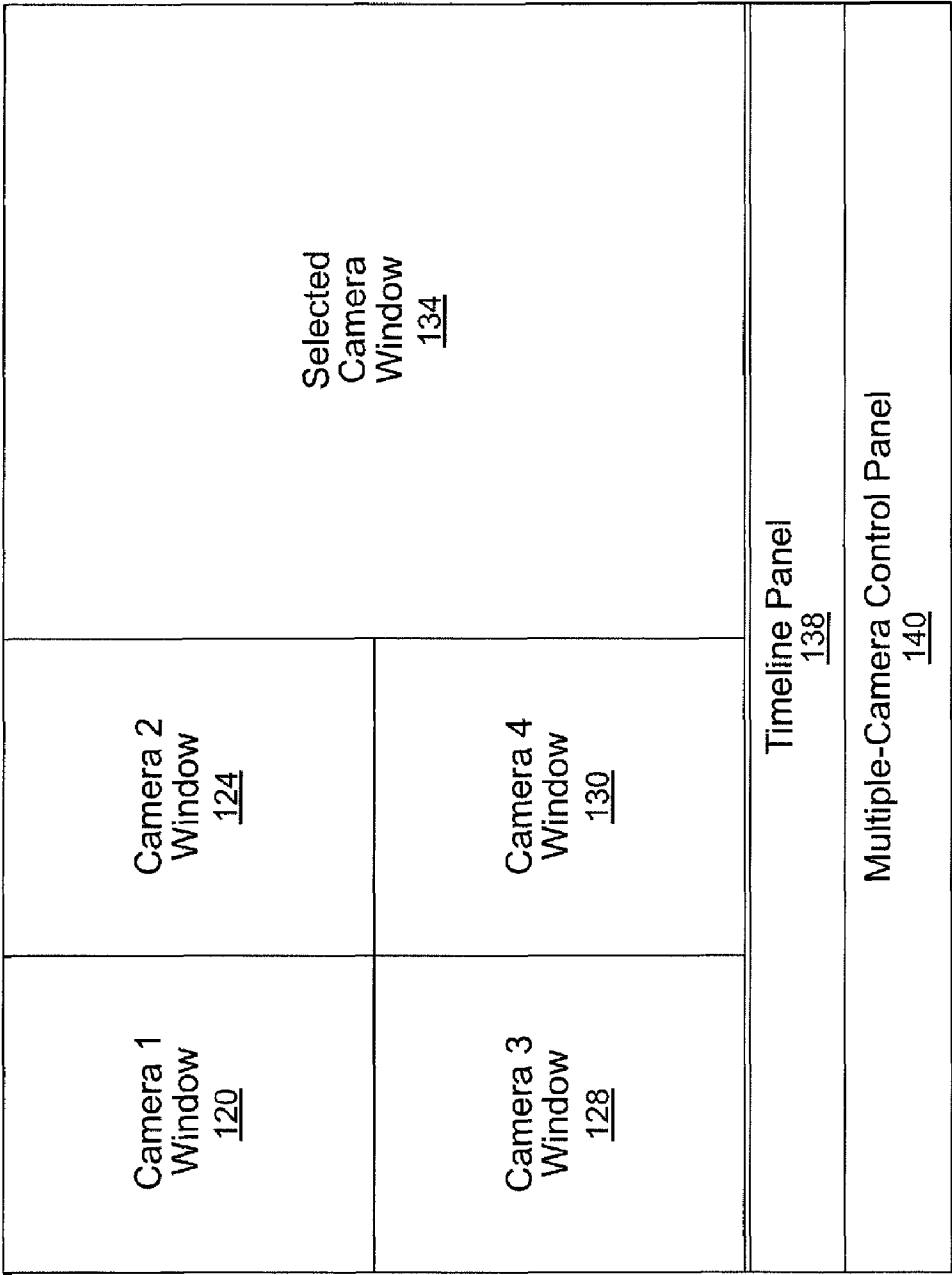 Camera 1
Window
120
Camera 2
Window
124
Selected
Camera
Window
134
Camera 3
Window
128
Camera 4
Window
130
Timeline Panel
138
Multiple-Camera Control Panel
140